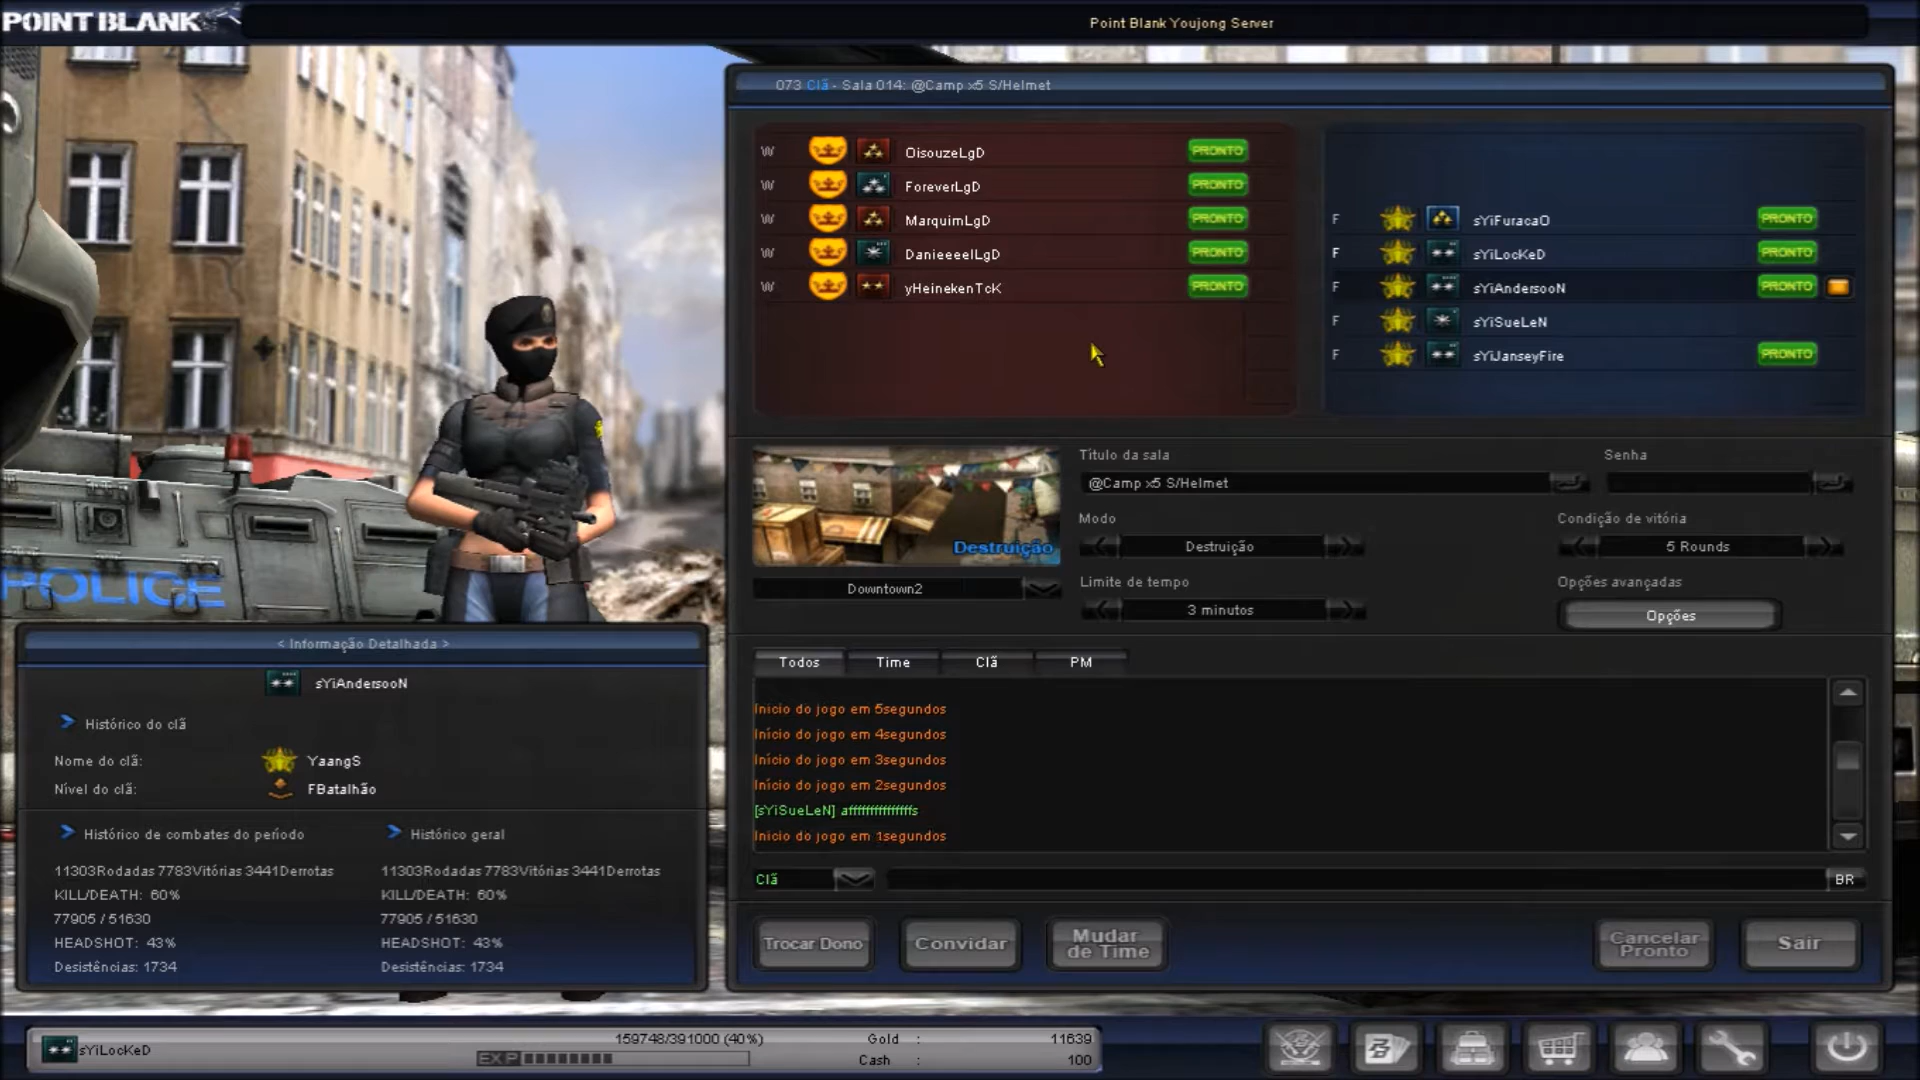 POINT BLANK
Point Blank Youjong Server
073 Clã - Sala 014: @Camp x5 S/Helmet
W OisouzeLgD PRONTO
W ForeverLgD PRONTO
W MarquimLgD PRONTO
W DanieeeelLgD PRONTO
W yHeinekenTcK PRONTO
F sYiFuracaO PRONTO
F sYiLocKeD PRONTO
F sYiAndersooN PRONTO
F sYiSueLeN
F sYiJanseyFire PRONTO
Destruição
Downtown2
Título da sala
@Camp x5 S/Helmet
Senha
Modo
Destruição
Condição de vitória
5 Rounds
Limite de tempo
3 minutos
Opções avançadas
Opções
Todos Time Clã PM
Início do jogo em 5segundos
Início do jogo em 4segundos
Início do jogo em 3segundos
Início do jogo em 2segundos
Início do jogo em 1segundos
Clã
BR
Trocar Dono
Convidar
Mudar de Time
Cancelar Pronto
Sair
POLICE
< Informação Detalhada >
sYiAndersooN
Histórico do clã
Nome do clã: YaangS
Nível do clã: FBatalhão
Histórico de combates do período
11303Rodadas 7783Vitórias 3441Derrotas
KILL/DEATH: 60%
77905 / 51630
HEADSHOT: 43%
Desistências: 1734
Histórico geral
11303Rodadas 7783Vitórias 3441Derrotas
KILL/DEATH: 60%
77905 / 51630
HEADSHOT: 43%
Desistências: 1734
sYiLocKeD
159748/391000 (40%)
EXP
Gold : 11639
Cash : 100